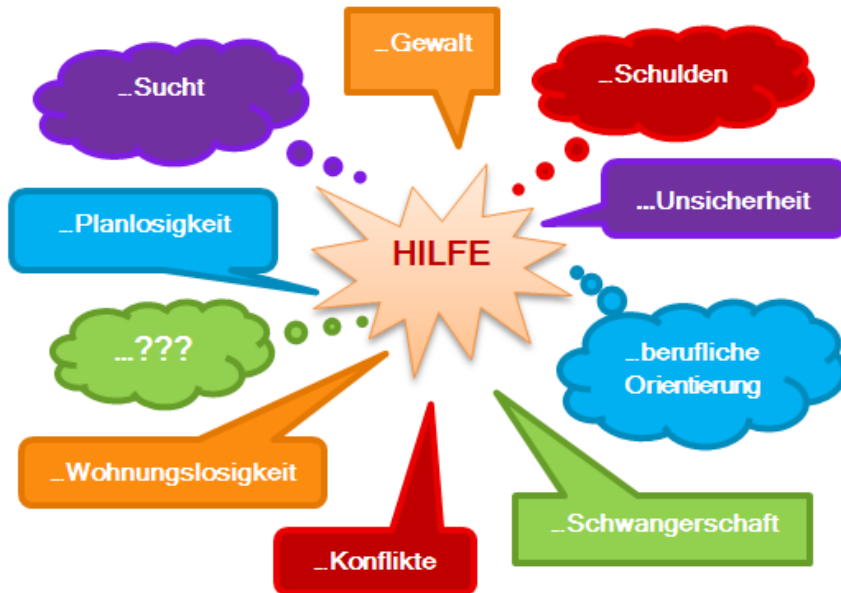 ...Gewalt
...Sucht
...Schulden
...Unsicherheit
...Planlosigkeit
HILFE
...???
...berufliche
Orientierung
...Wohnungslosigkeit
...Schwangerschaft
...Konflikte